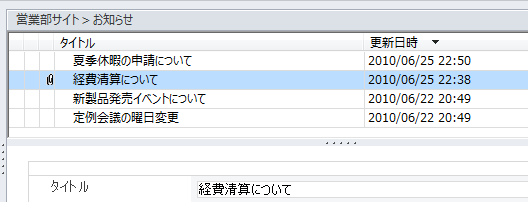 営業部サイト > お知らせ
タイトル 更新日時
夏季休暇の申請について 2010/06/25 22:50
経費清算について 2010/06/25 22:38
新製品発売イベントについて 2010/06/22 20:49
定例会議の曜日変更 2010/06/22 20:49
タイトル 経費清算について